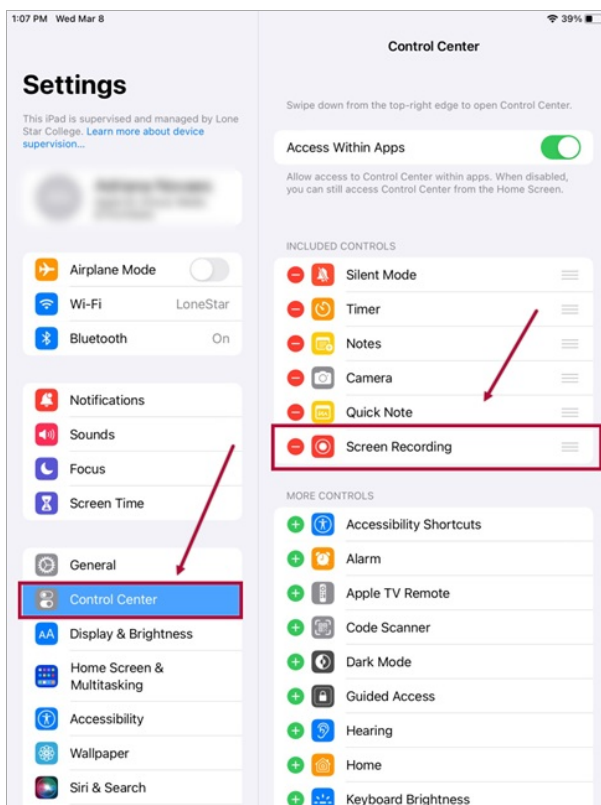 1:07 PM Wed Mar 8
39%
Settings
This iPad is supervised and managed by Lone
Star College. Learn more about device
supervision...
Airplane Mode
Wi-Fi
LoneStar
Bluetooth
On
Notifications
Sounds
Focus
Screen Time
General
Control Center
AA
Display & Brightness
Home Screen &
Multitasking
Accessibility
Wallpaper
Siri & Search
Control Center
Swipe down from the top-right edge to open Control Center.
Access Within Apps
Allow access to Control Center within apps. When disabled,
you can still access Control Center from the Home Screen.
INCLUDED CONTROLS
Silent Mode
Timer
Notes
Camera
Quick Note
Screen Recording
MORE CONTROLS
Accessibility Shortcuts
Alarm
Apple TV Remote
Code Scanner
Dark Mode
Guided Access
Hearing
Home
Keyboard Brightness